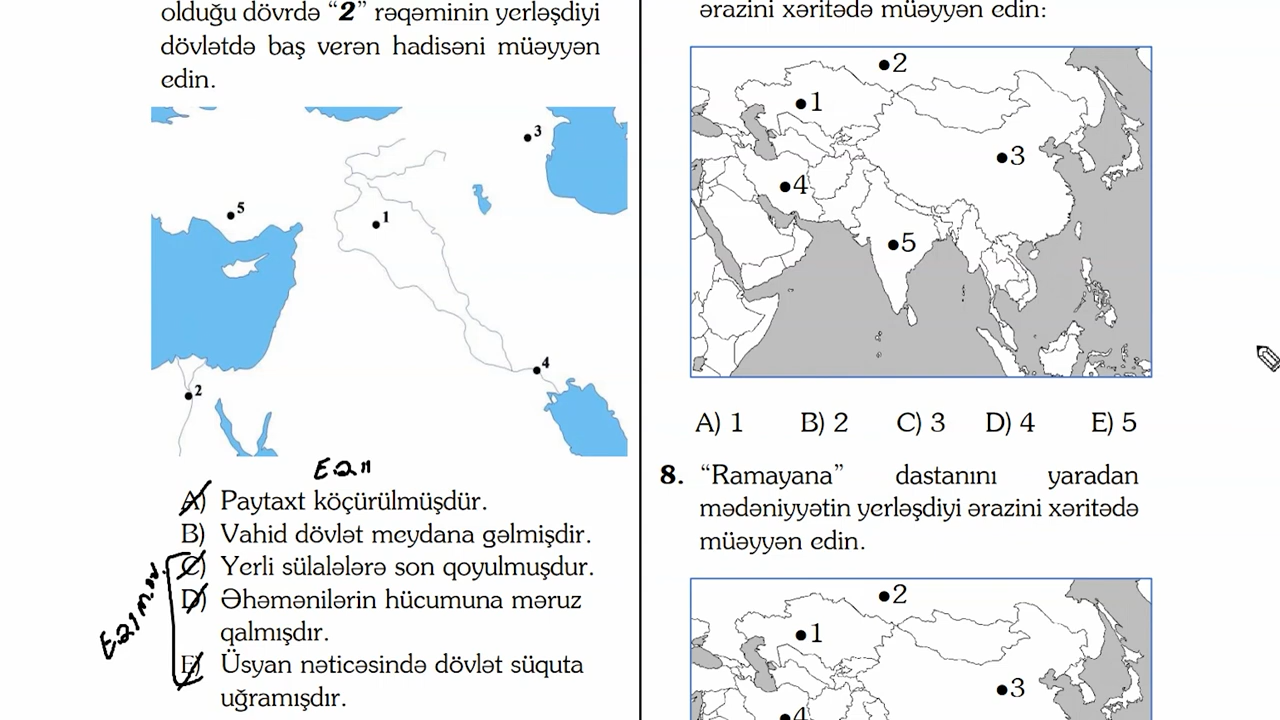 olduğu dövrdə “2” rəqəminin yerləşdiyi
dövlətdə baş verən hadisəni müəyyən
edin.
3
5
1
4
2
E.2 11
A) Paytaxt köçürülmüşdür.
B) Vahid dövlət meydana gəlmişdir.
C) Yerli sülalələrə son qoyulmuşdur.
D) Əhəmənilərin hücumuna məruz
qalmışdır.
E) Üsyan nəticəsində dövlət süquta
uğramışdır.
ərazini xəritədə müəyyən edin:
2
1
3
4
5
A) 1 B) 2 C) 3 D) 4 E) 5
8. “Ramayana” dastanını yaradan
mədəniyyətin yerləşdiyi ərazini xəritədə
müəyyən edin.
2
1
3
4